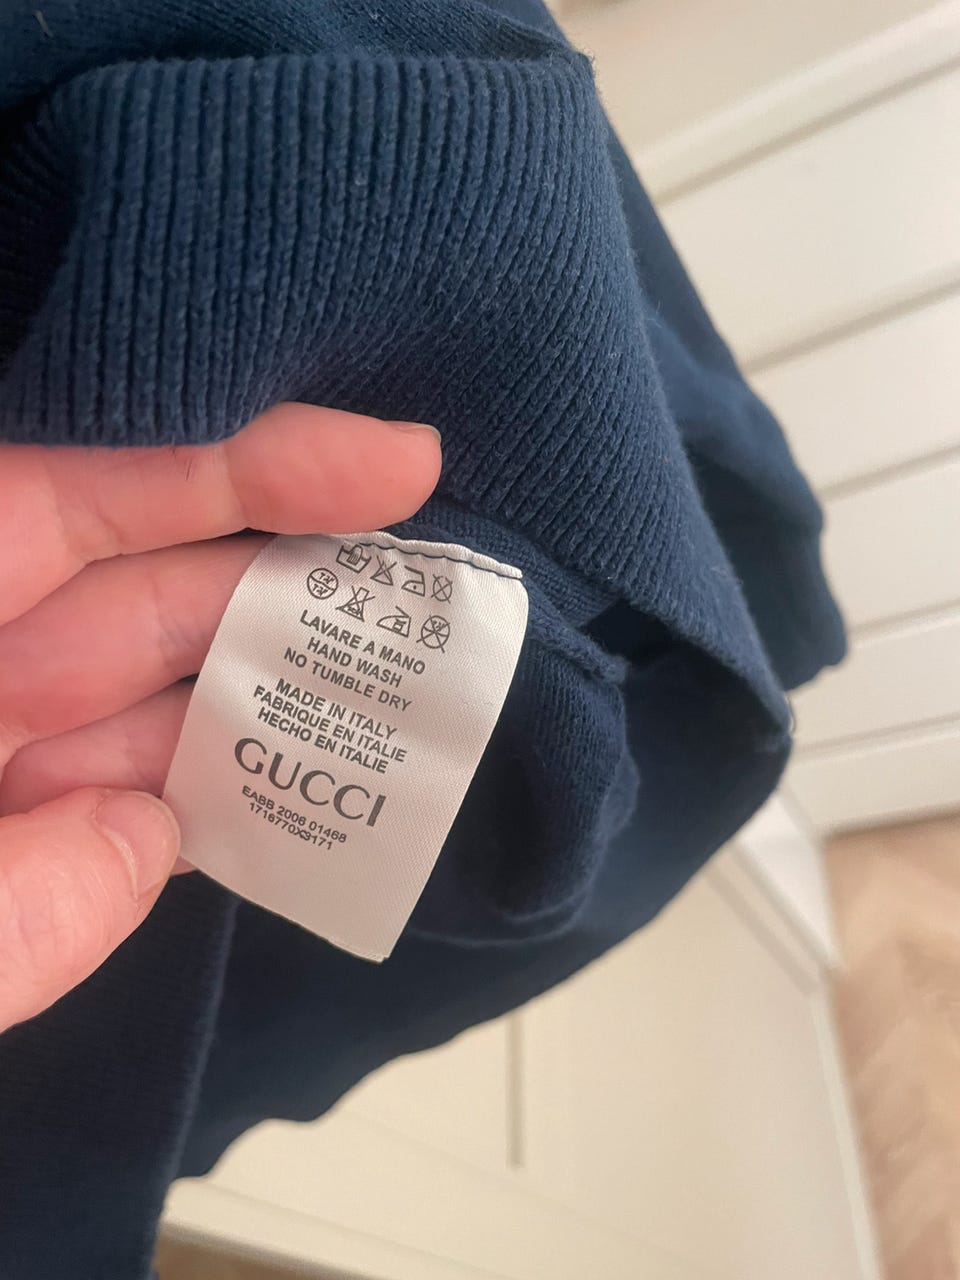 LAVARE A MANO
HAND WASH
NO TUMBLE DRY
MADE IN ITALY
FABRIQUE EN ITALIE
HECHO EN ITALIE
GUCCI
EABB 2006 01468
1716770X3171